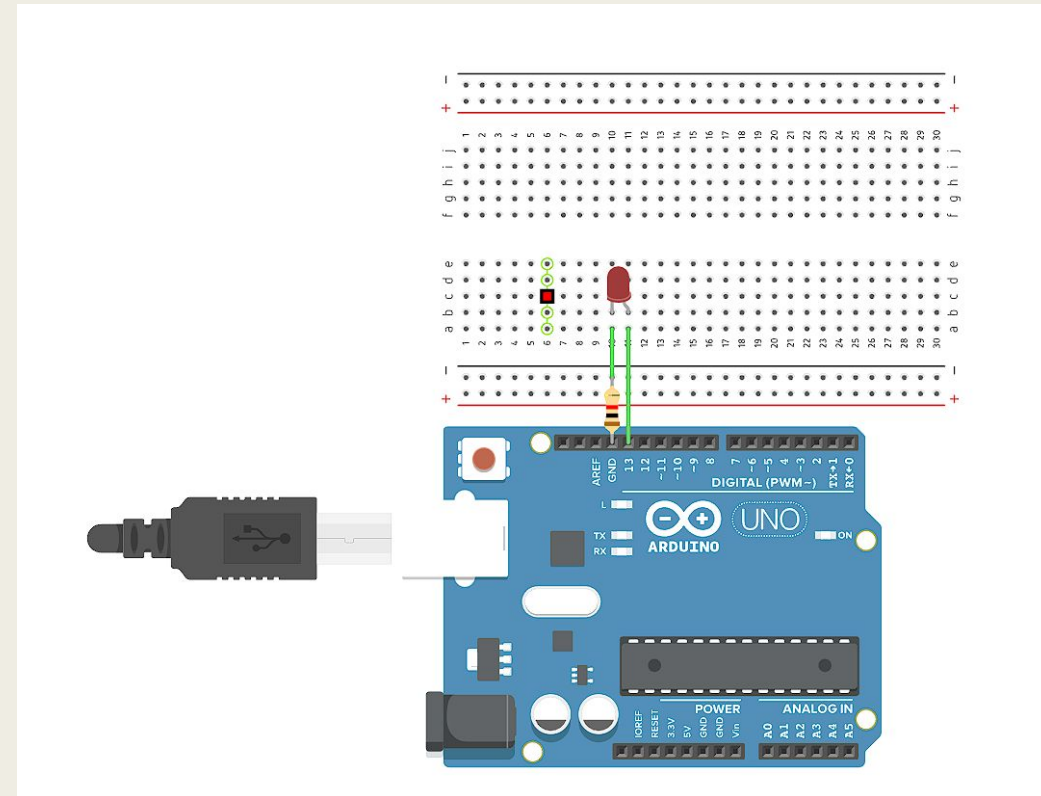 − −
+ +
1 2 3 4 5 6 7 8 9 10 11 12 13 14 15 16 17 18 19 20 21 22 23 24 25 26 27 28 29 30
j j
i i
h h
g g
f f
e e
d d
c c
b b
a a
1 2 3 4 5 6 7 8 9 10 11 12 13 14 15 16 17 18 19 20 21 22 23 24 25 26 27 28 29 30
− −
+ +
AREF GND 13 12 ~11 ~10 ~9 8 7 ~6 ~5 4 ~3 2 TX→1 RX←0
DIGITAL (PWM~)
L
TX
RX
ARDUINO
UNO
ON
POWER
ANALOG IN
IOREF RESET 3.3V 5V GND GND Vin A0 A1 A2 A3 A4 A5